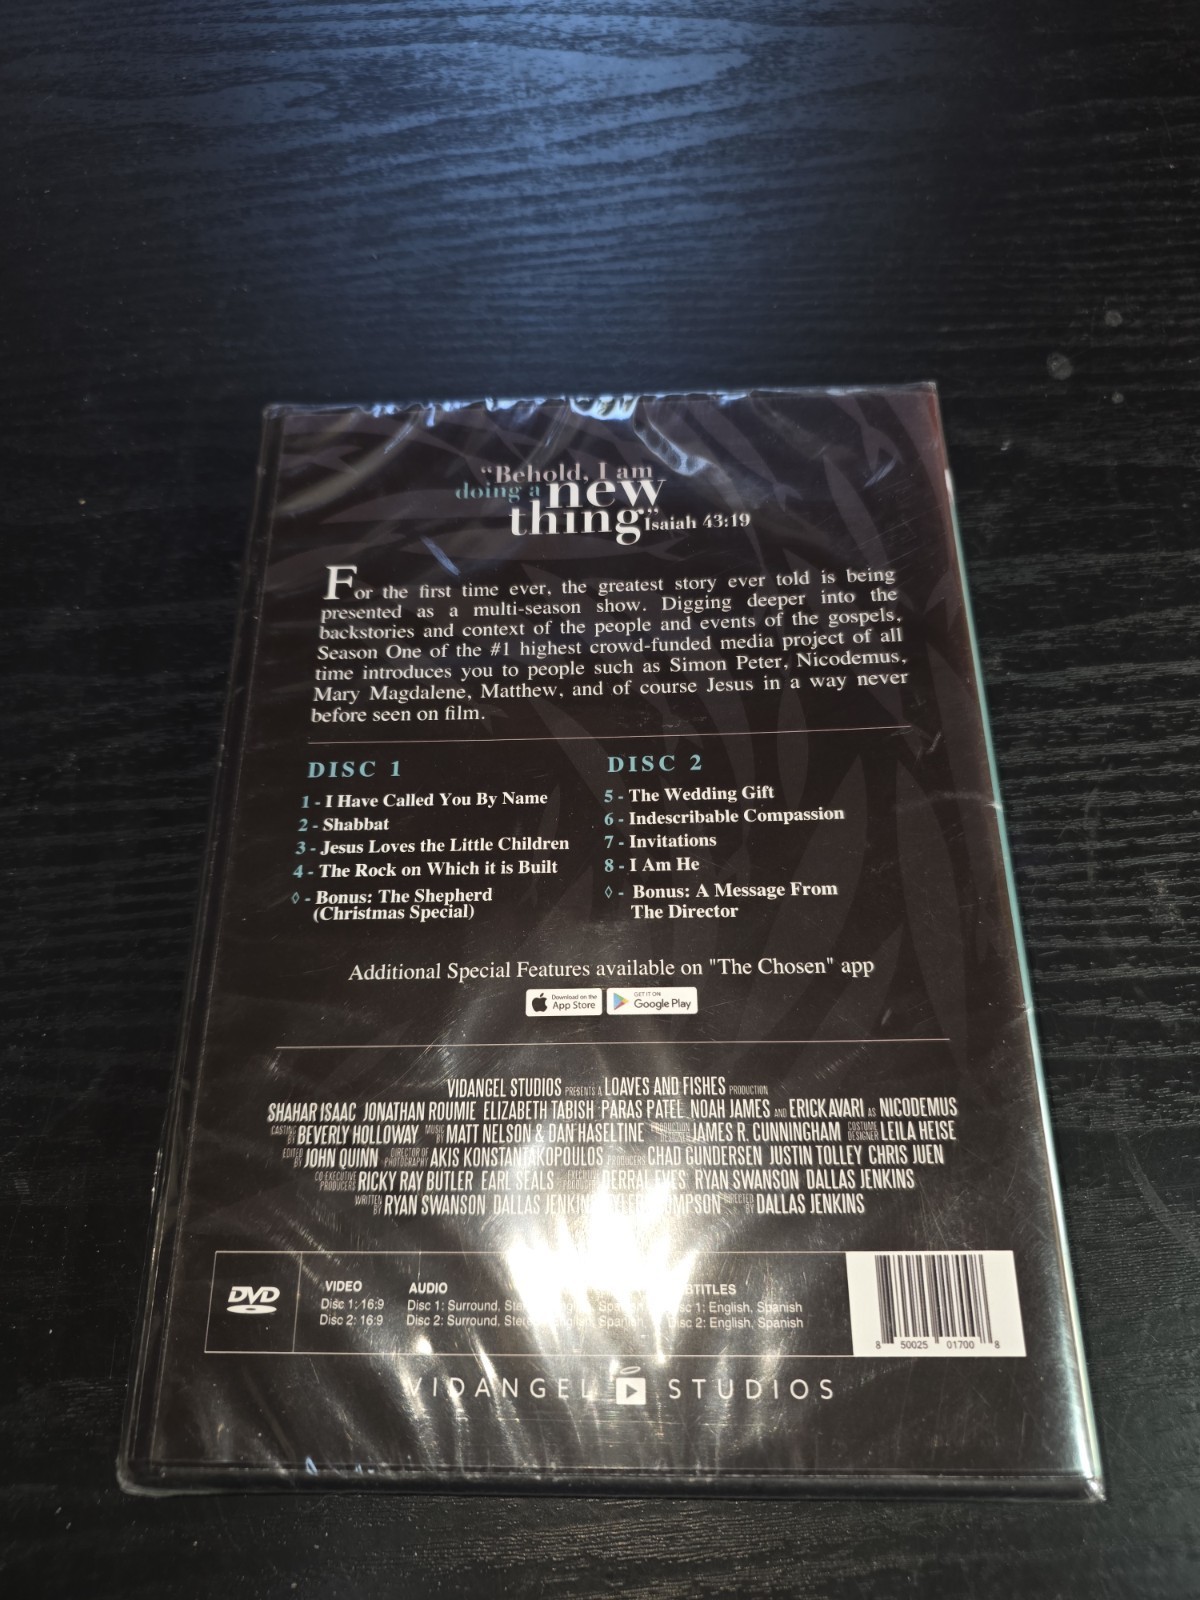 "Behold, I am
doing a new
thing" Isaiah 43:19
For the first time ever, the greatest story ever told is being
presented as a multi-season show. Digging deeper into the
backstories and context of the people and events of the gospels,
Season One of the #1 highest crowd-funded media project of all
time introduces you to people such as Simon Peter, Nicodemus,
Mary Magdalene, Matthew, and of course Jesus in a way never
before seen on film.
DISC 1
1 - I Have Called You By Name
2 - Shabbat
3 - Jesus Loves the Little Children
4 - The Rock on Which it is Built
◊ - Bonus: The Shepherd
(Christmas Special)
DISC 2
5 - The Wedding Gift
6 - Indescribable Compassion
7 - Invitations
8 - I Am He
◊ - Bonus: A Message From
The Director
Additional Special Features available on "The Chosen" app
Download on the
App Store
GET IT ON
Google Play
VIDANGEL STUDIOS PRESENTS A LOAVES AND FISHES PRODUCTION
SHAHAR ISAAC JONATHAN ROUMIE ELIZABETH TABISH PARAS PATEL NOAH JAMES AND ERICK AVARI AS NICODEMUS
CASTING BY BEVERLY HOLLOWAY MUSIC BY MATT NELSON & DAN HASELTINE PRODUCTION DESIGNER JAMES R. CUNNINGHAM COSTUME DESIGNER LEILA HEISE
EDITED BY JOHN QUINN DIRECTOR OF PHOTOGRAPHY AKIS KONSTANTAKOPOULOS PRODUCERS CHAD GUNDERSEN JUSTIN TOLLEY CHRIS JUEN
CO-EXECUTIVE PRODUCERS RICKY RAY BUTLER EARL SEALS EXECUTIVE PRODUCERS DERRAL EVES RYAN SWANSON DALLAS JENKINS
WRITTEN BY RYAN SWANSON DALLAS JENKINS DIRECTED BY DALLAS JENKINS
DVD
VIDEO
Disc 1: 16:9
Disc 2: 16:9
AUDIO
Disc 1: Surround, Stereo English, Spanish
Disc 2: Surround, Stereo English, Spanish
SUBTITLES
Disc 1: English, Spanish
Disc 2: English, Spanish
8 50025 01700 8
VIDANGEL STUDIOS